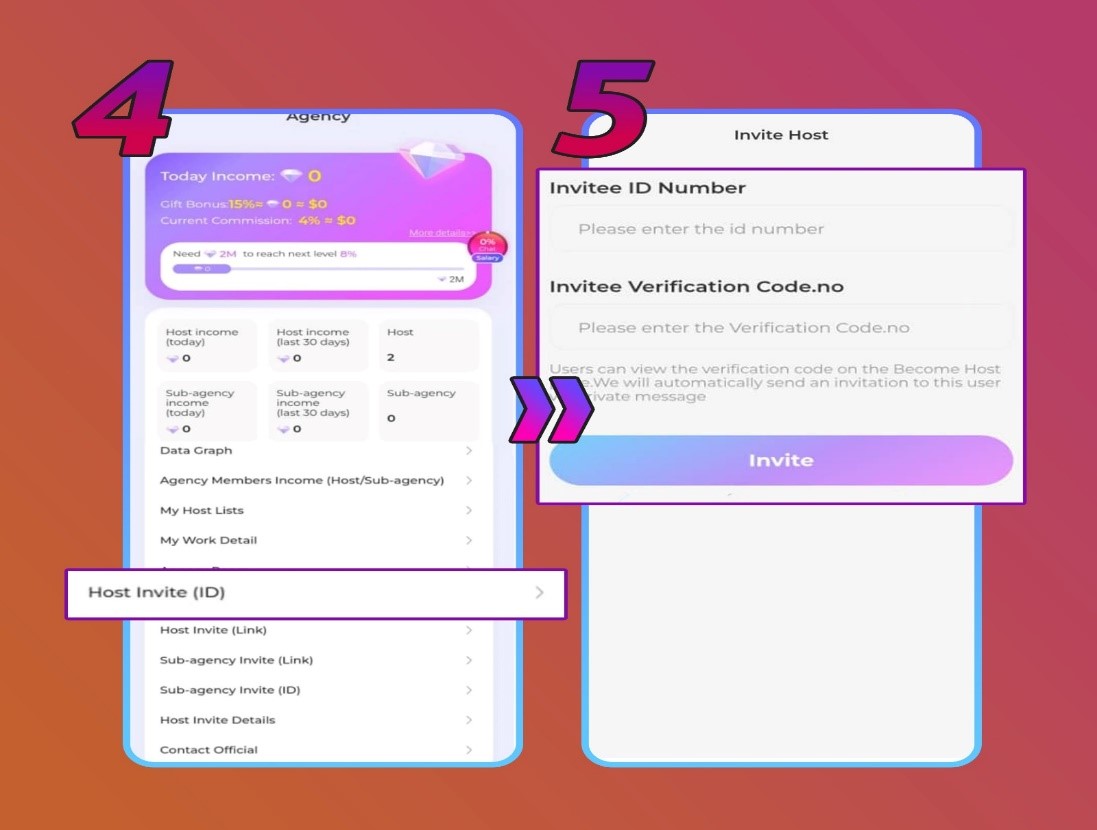 4
Agency
Today Income: 0
Gift Bonus:15%≈ 0 ≈ $0
Current Commission: 4% ≈ $0
More details>>
0%
Chat
Salary
Need 2M to reach next level 8%
0
2M
Host income
(today)
0
Host income
(last 30 days)
0
Host
2
Sub-agency
income
(today)
0
Sub-agency
income
(last 30 days)
0
Sub-agency
0
Data Graph
Agency Members Income (Host/Sub-agency)
My Host Lists
My Work Detail
Host Invite (ID)
Host Invite (Link)
Sub-agency Invite (Link)
Sub-agency Invite (ID)
Host Invite Details
Contact Official
5
Invite Host
Invitee ID Number
Please enter the id number
Invitee Verification Code.no
Please enter the Verification Code.no
Users can view the verification code on the Become Host
We will automatically send an invitation to this user
private message
Invite